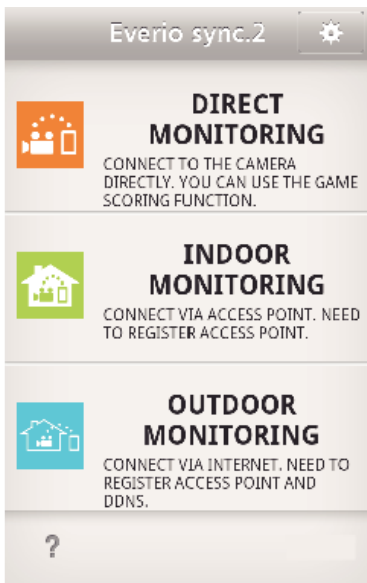 Everio sync.2
DIRECT
MONITORING
CONNECT TO THE CAMERA
DIRECTLY. YOU CAN USE THE GAME
SCORING FUNCTION.
INDOOR
MONITORING
CONNECT VIA ACCESS POINT. NEED
TO REGISTER ACCESS POINT.
OUTDOOR
MONITORING
CONNECT VIA INTERNET. NEED TO
REGISTER ACCESS POINT AND
DDNS.
?